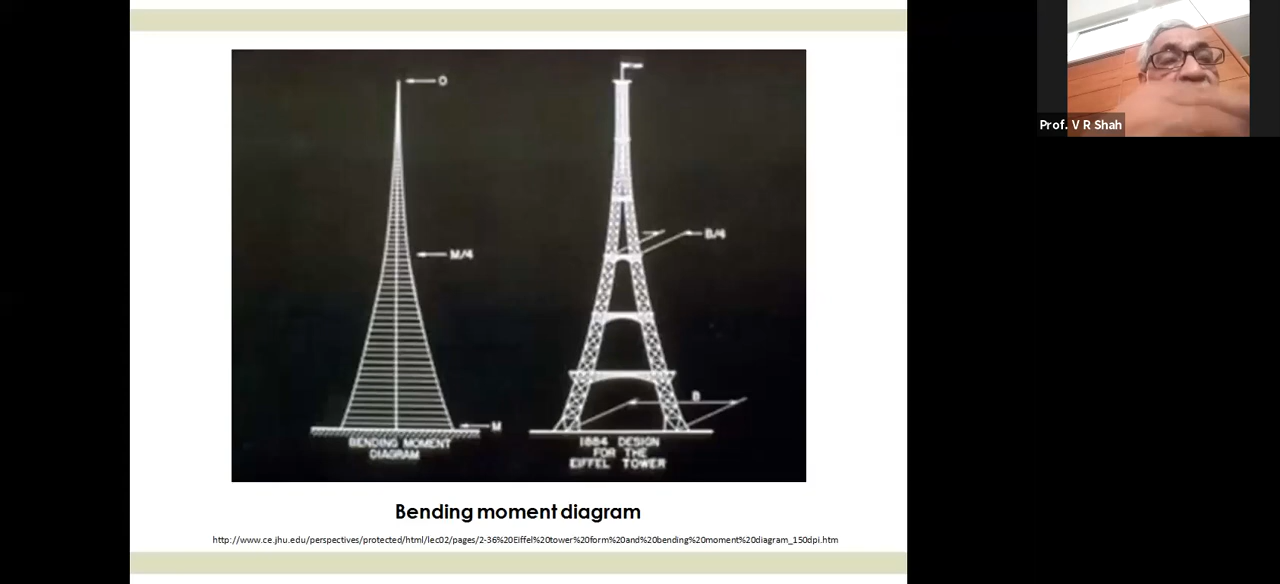 O
M/4
B/4
B
M
BENDING MOMENT
DIAGRAM
1884 DESIGN
FOR THE
EIFFEL TOWER
Bending moment diagram
http://www.ce.jhu.edu/perspectives/protected/html/lec02/pages/2-36%20Eiffel%20tower%20form%20and%20bending%20moment%20diagram_150dpi.htm
Prof. V R Shah